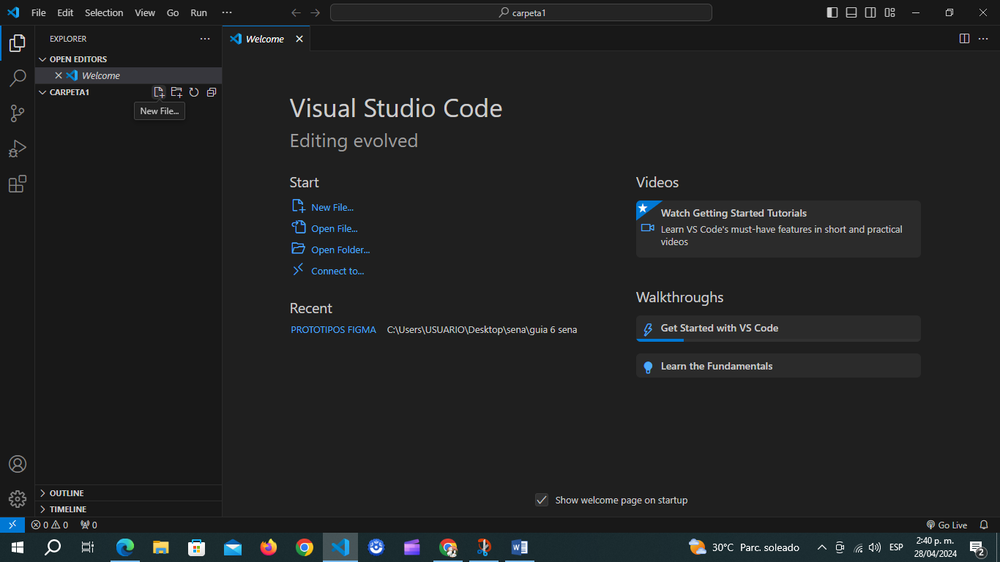 File Edit Selection View Go Run ···
carpeta1
EXPLORER
OPEN EDITORS
Welcome
CARPETA1
New File...
Welcome
Visual Studio Code
Editing evolved
Start
New File...
Open File...
Open Folder...
Connect to...
Recent
PROTOTIPOS FIGMA C:\Users\USUARIO\Desktop\sena\guia 6 sena
Videos
Watch Getting Started Tutorials
Learn VS Code's must-have features in short and practical
videos
Walkthroughs
Get Started with VS Code
Learn the Fundamentals
Show welcome page on startup
OUTLINE
TIMELINE
0 0 0
Go Live
30°C Parc. soleado
ESP
2:40 p. m.
28/04/2024
2